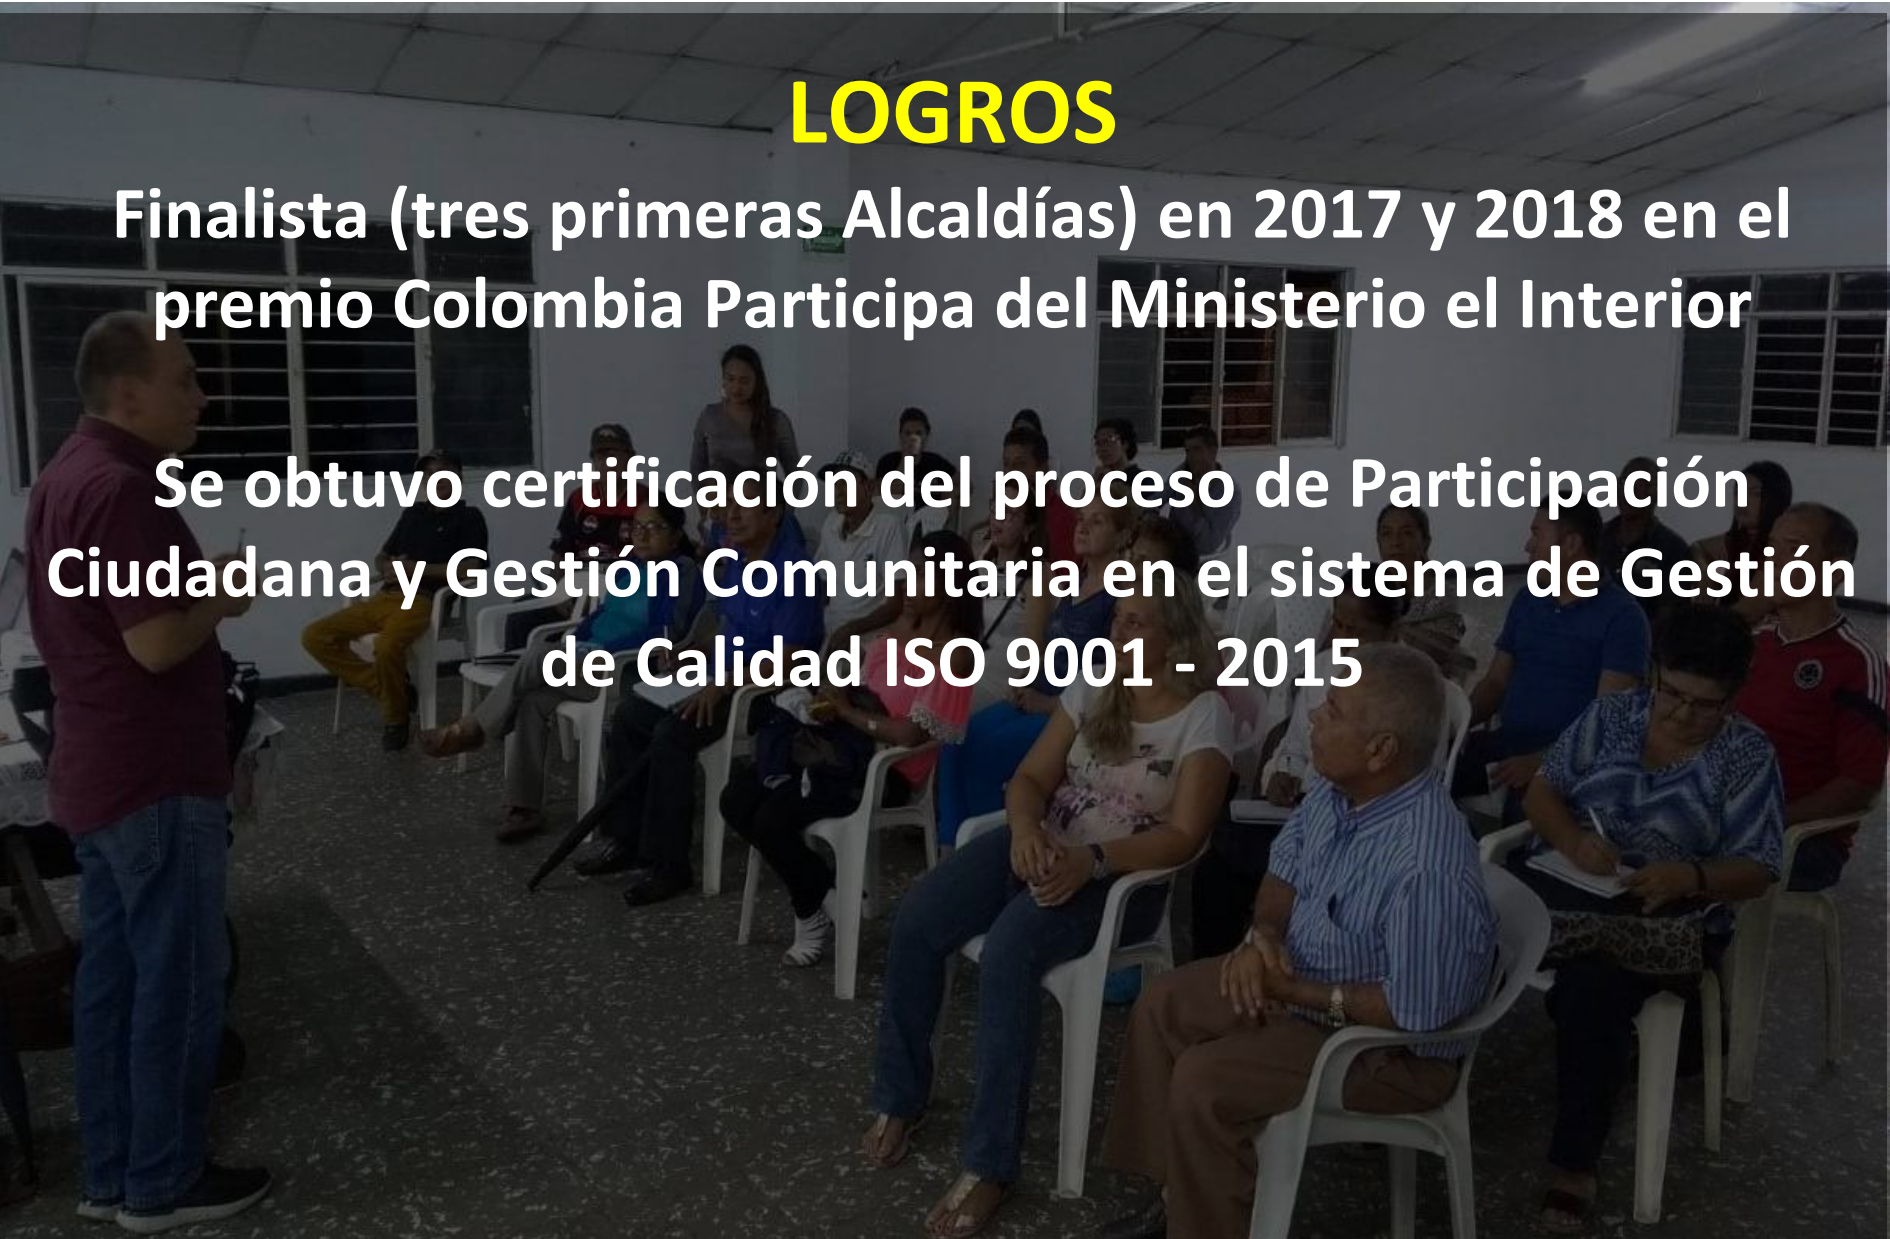 LOGROS
Finalista (tres primeras Alcaldías) en 2017 y 2018 en el
premio Colombia Participa del Ministerio el Interior
Se obtuvo certificación del proceso de Participación
Ciudadana y Gestión Comunitaria en el sistema de Gestión
de Calidad ISO 9001 - 2015